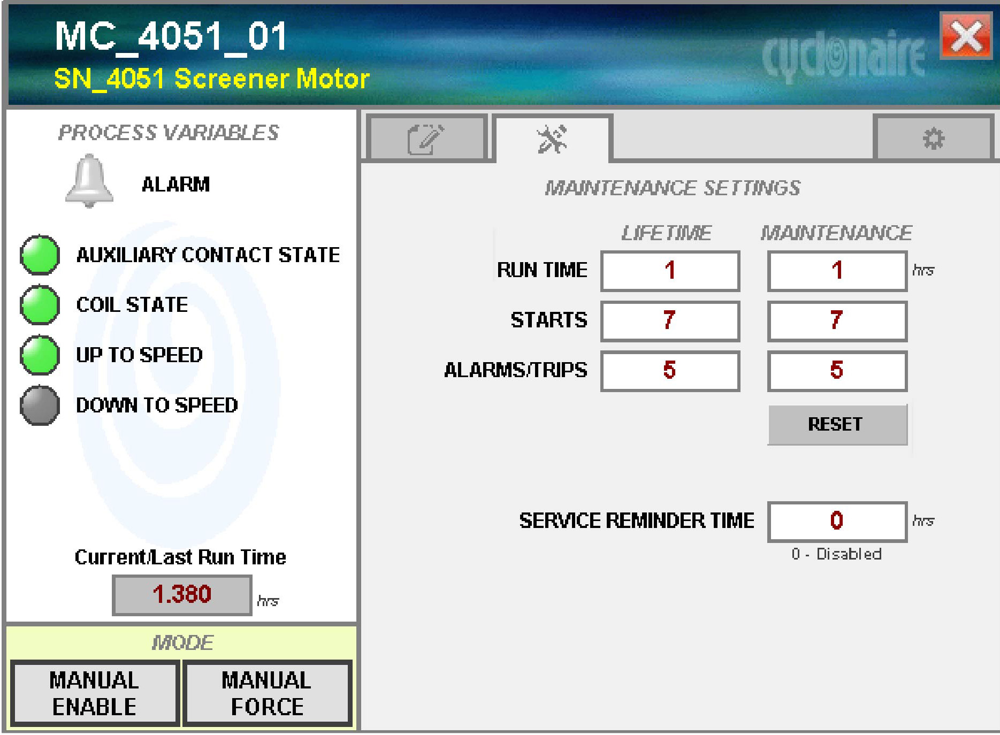 MC_4051_01
SN_4051 Screener Motor
cyclonaire
PROCESS VARIABLES
ALARM
AUXILIARY CONTACT STATE
COIL STATE
UP TO SPEED
DOWN TO SPEED
Current/Last Run Time
1.380 hrs
MODE
MANUAL ENABLE
MANUAL FORCE
MAINTENANCE SETTINGS
LIFETIME MAINTENANCE
RUN TIME 1 1 hrs
STARTS 7 7
ALARMS/TRIPS 5 5
RESET
SERVICE REMINDER TIME 0 hrs
0 - Disabled